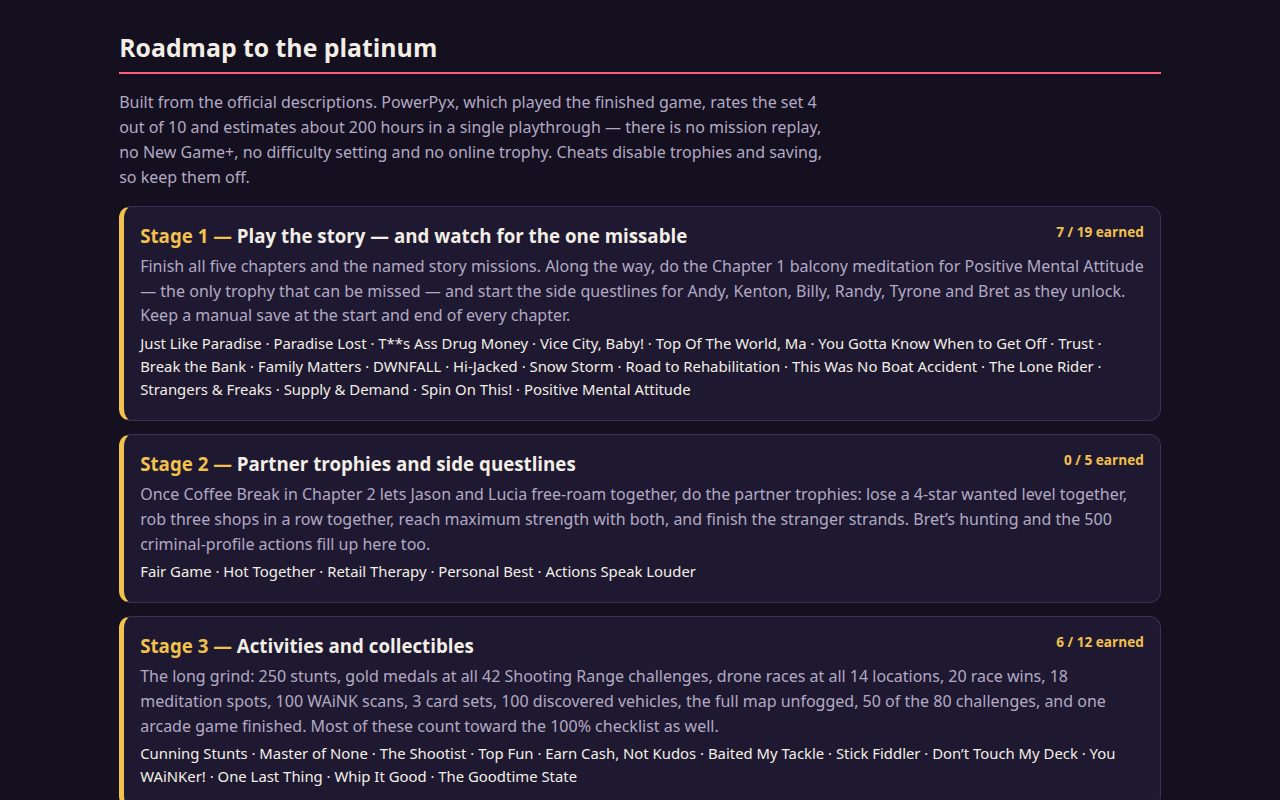 Roadmap to the platinum
Built from the official descriptions. PowerPyx, which played the finished game, rates the set 4
out of 10 and estimates about 200 hours in a single playthrough — there is no mission replay,
no New Game+, no difficulty setting and no online trophy. Cheats disable trophies and saving,
so keep them off.
Stage 1 — Play the story — and watch for the one missable
7 / 19 earned
Finish all five chapters and the named story missions. Along the way, do the Chapter 1 balcony meditation for Positive Mental Attitude
— the only trophy that can be missed — and start the side questlines for Andy, Kenton, Billy, Randy, Tyrone and Bret as they unlock.
Keep a manual save at the start and end of every chapter.
Just Like Paradise · Paradise Lost · T**s Ass Drug Money · Vice City, Baby! · Top Of The World, Ma · You Gotta Know When to Get Off · Trust ·
Break the Bank · Family Matters · DWNFALL · Hi-Jacked · Snow Storm · Road to Rehabilitation · This Was No Boat Accident · The Lone Rider ·
Strangers & Freaks · Supply & Demand · Spin On This! · Positive Mental Attitude
Stage 2 — Partner trophies and side questlines
0 / 5 earned
Once Coffee Break in Chapter 2 lets Jason and Lucia free-roam together, do the partner trophies: lose a 4-star wanted level together,
rob three shops in a row together, reach maximum strength with both, and finish the stranger strands. Bret’s hunting and the 500
criminal-profile actions fill up here too.
Fair Game · Hot Together · Retail Therapy · Personal Best · Actions Speak Louder
Stage 3 — Activities and collectibles
6 / 12 earned
The long grind: 250 stunts, gold medals at all 42 Shooting Range challenges, drone races at all 14 locations, 20 race wins, 18
meditation spots, 100 WAiNK scans, 3 card sets, 100 discovered vehicles, the full map unfogged, 50 of the 80 challenges, and one
arcade game finished. Most of these count toward the 100% checklist as well.
Cunning Stunts · Master of None · The Shootist · Top Fun · Earn Cash, Not Kudos · Baited My Tackle · Stick Fiddler · Don’t Touch My Deck · You
WAiNKer! · One Last Thing · Whip It Good · The Goodtime State